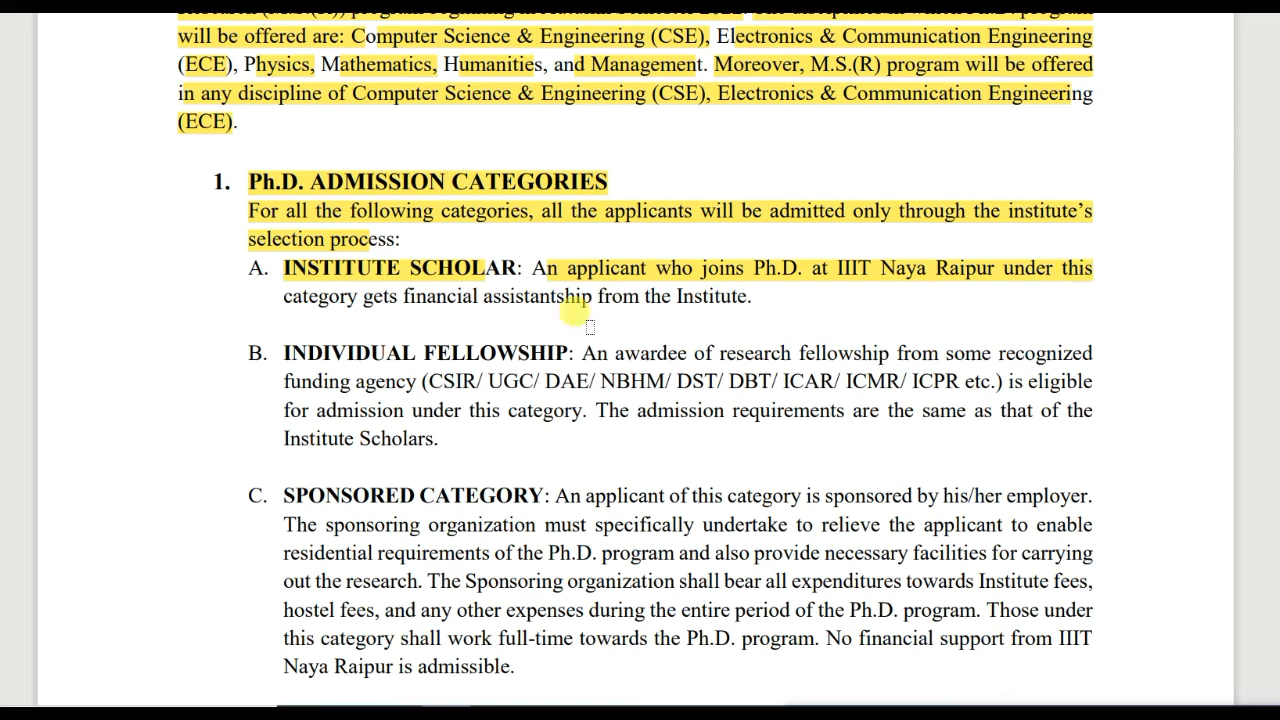 will be offered are: Computer Science & Engineering (CSE), Electronics & Communication Engineering
(ECE), Physics, Mathematics, Humanities, and Management. Moreover, M.S.(R) program will be offered
in any discipline of Computer Science & Engineering (CSE), Electronics & Communication Engineering
(ECE).
1. Ph.D. ADMISSION CATEGORIES
For all the following categories, all the applicants will be admitted only through the institute's
selection process:
A. INSTITUTE SCHOLAR: An applicant who joins Ph.D. at IIIT Naya Raipur under this
category gets financial assistantship from the Institute.
B. INDIVIDUAL FELLOWSHIP: An awardee of research fellowship from some recognized
funding agency (CSIR/ UGC/ DAE/ NBHM/ DST/ DBT/ ICAR/ ICMR/ ICPR etc.) is eligible
for admission under this category. The admission requirements are the same as that of the
Institute Scholars.
C. SPONSORED CATEGORY: An applicant of this category is sponsored by his/her employer.
The sponsoring organization must specifically undertake to relieve the applicant to enable
residential requirements of the Ph.D. program and also provide necessary facilities for carrying
out the research. The Sponsoring organization shall bear all expenditures towards Institute fees,
hostel fees, and any other expenses during the entire period of the Ph.D. program. Those under
this category shall work full-time towards the Ph.D. program. No financial support from IIIT
Naya Raipur is admissible.